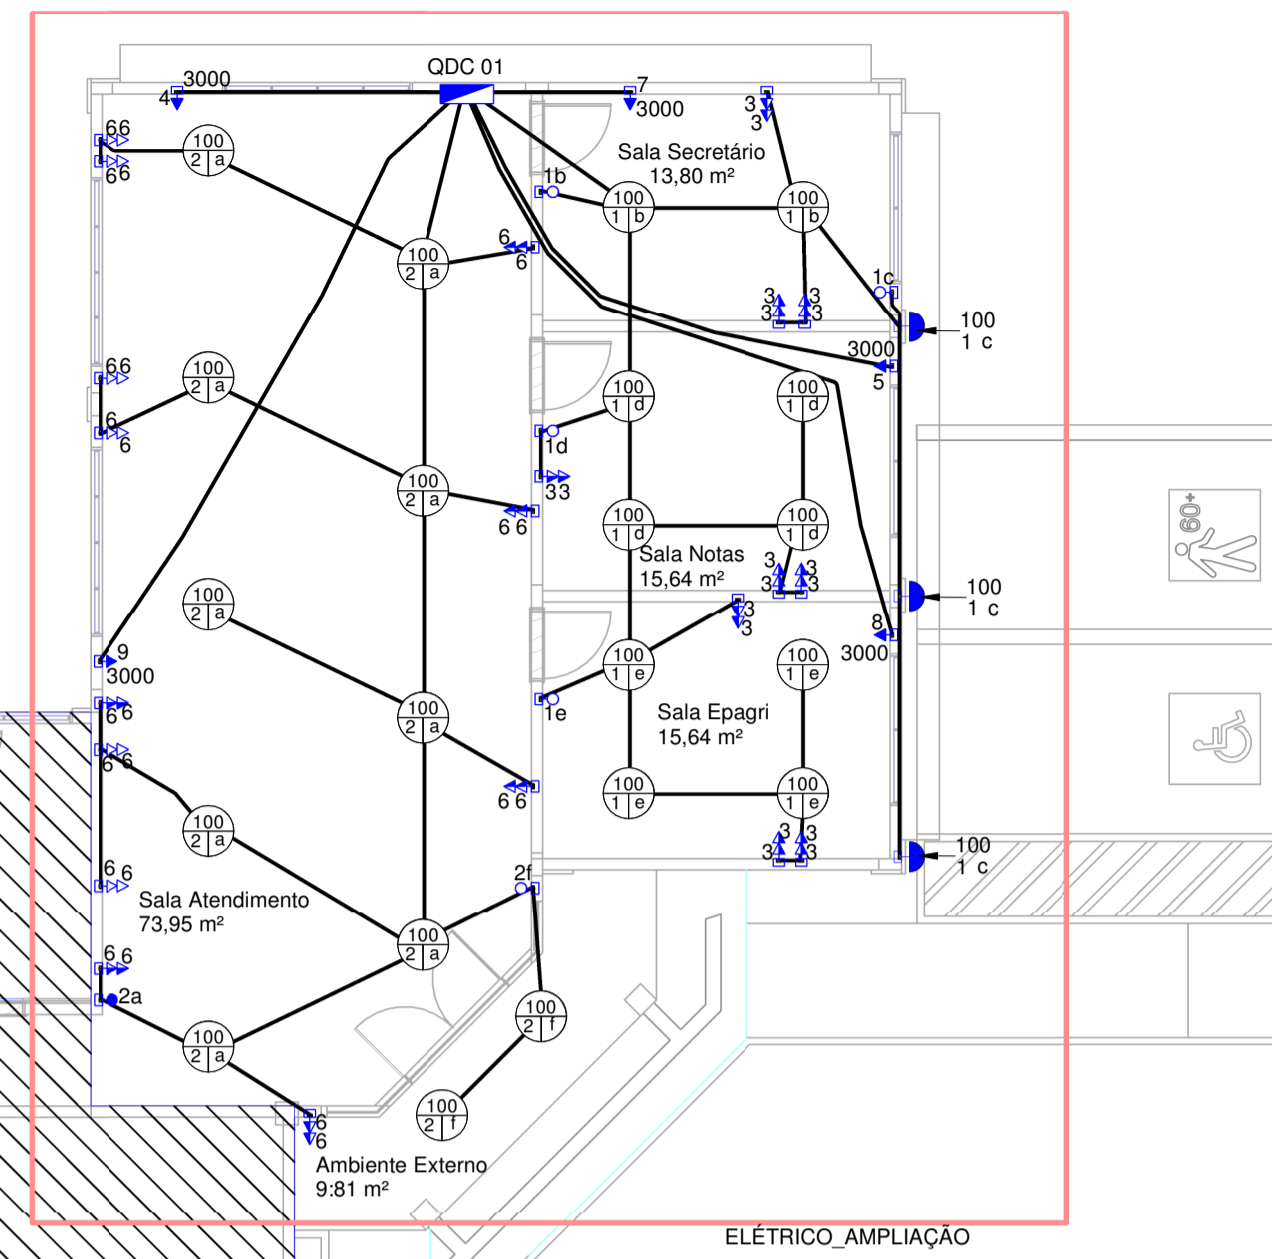 QDC 01
3000
4
7
3000
3
3
66
66
100
2 a
Sala Secretário
13,80 m²
1b
100
1 b
100
1 b
6
6
100
2 a
1c
3
3
3
3
100
1 c
3000
5
66
6
6
100
2 a
100
1 d
100
1 d
1d
33
100
2 a
6 6
100
1 d
100
1 d
60+
Sala Notas
15,64 m²
3
3
3
3
100
1 c
3
3
100
2 a
8
3000
9
3000
100
1 e
100
1 e
1e
6 6
6 6
Sala Epagri
15,64 m²
100
2 a
6 6
100
1 e
100
1 e
100
2 a
3
3
3
3
100
1 c
6 6
2f
Sala Atendimento
73,95 m²
100
2 a
6 6
2a
100
2 f
100
2 a
100
2 f
6
6
Ambiente Externo
9:81 m²
ELÉTRICO_AMPLIAÇÃO